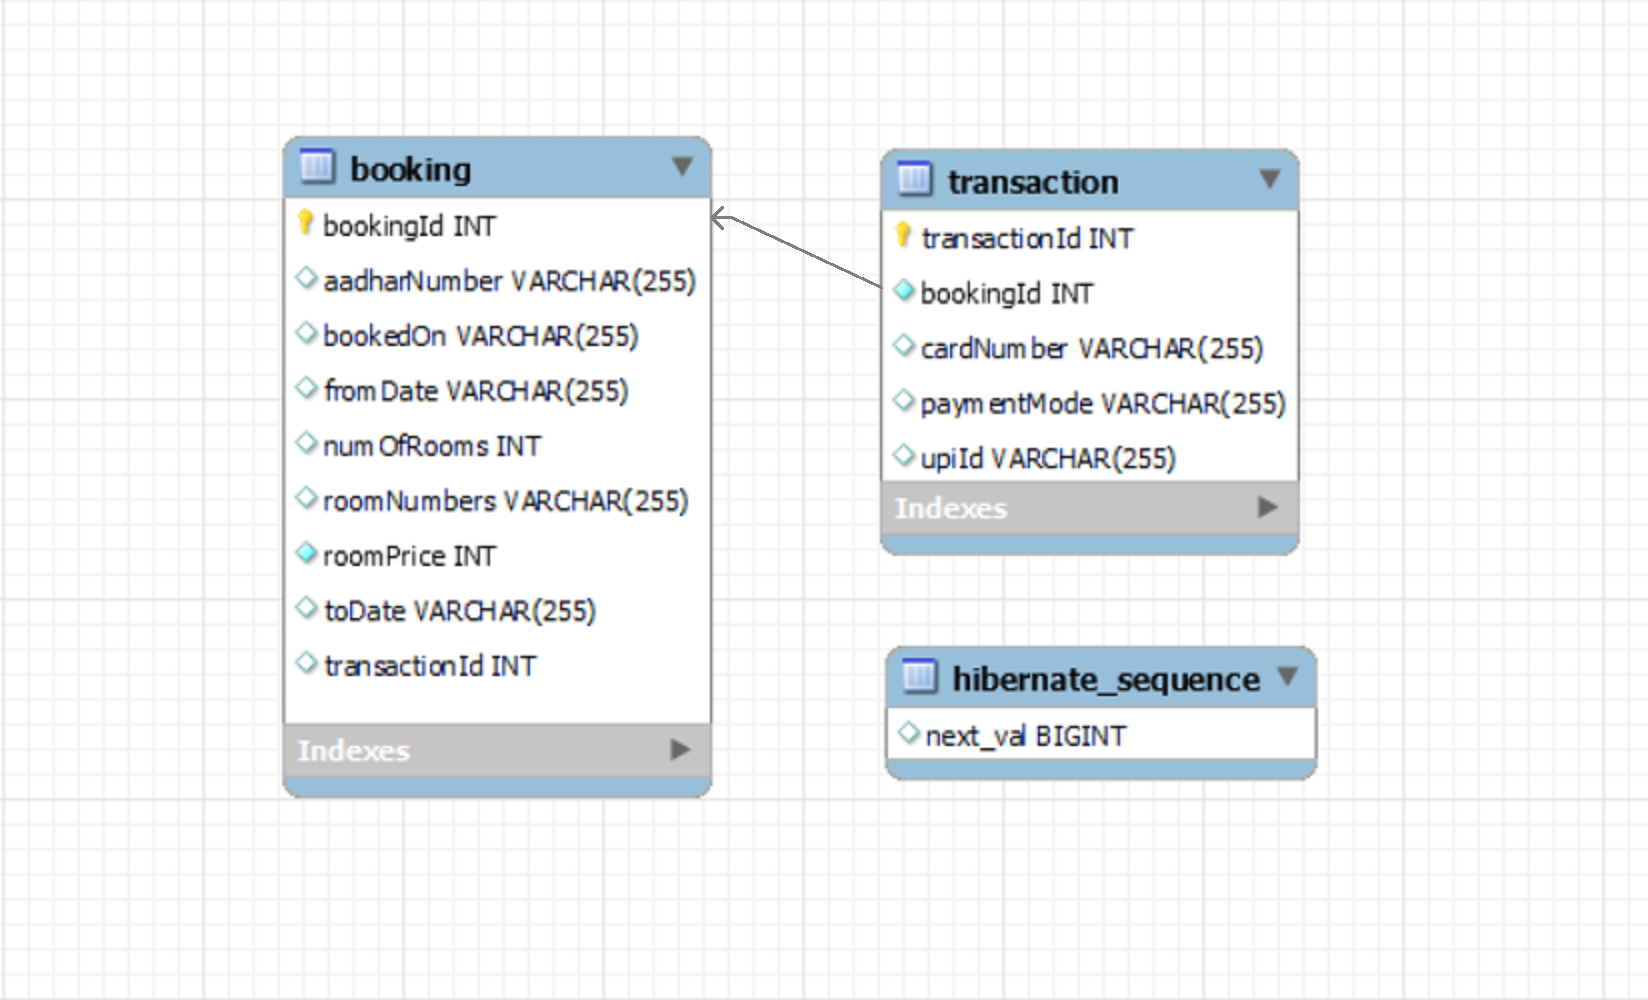 booking
bookingId INT
aadharNumber VARCHAR(255)
bookedOn VARCHAR(255)
fromDate VARCHAR(255)
numOfRooms INT
roomNumbers VARCHAR(255)
roomPrice INT
toDate VARCHAR(255)
transactionId INT
Indexes
transaction
transactionId INT
bookingId INT
cardNumber VARCHAR(255)
paymentMode VARCHAR(255)
upiId VARCHAR(255)
Indexes
hibernate_sequence
next_val BIGINT